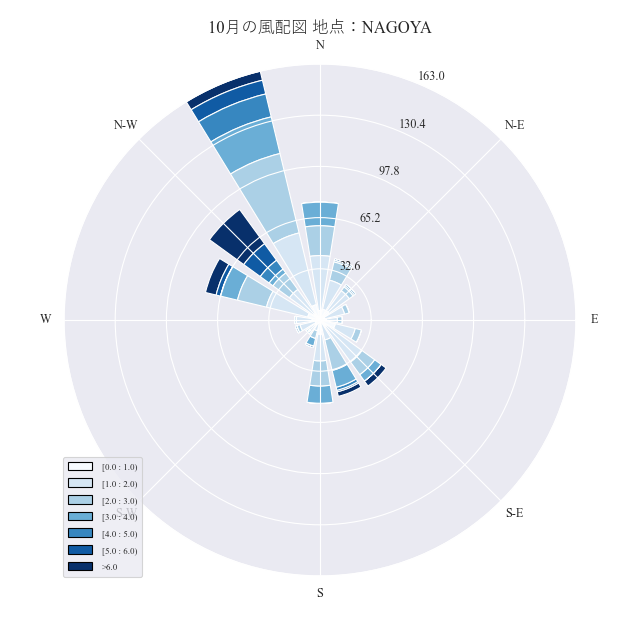 10月の風配図 地点：NAGOYA
N
163.0
N-W
130.4
N-E
97.8
65.2
32.6
W
E
[0.0 : 1.0)
[1.0 : 2.0)
[2.0 : 3.0)
S-W
[3.0 : 4.0)
[4.0 : 5.0)
[5.0 : 6.0)
>6.0
S-E
S